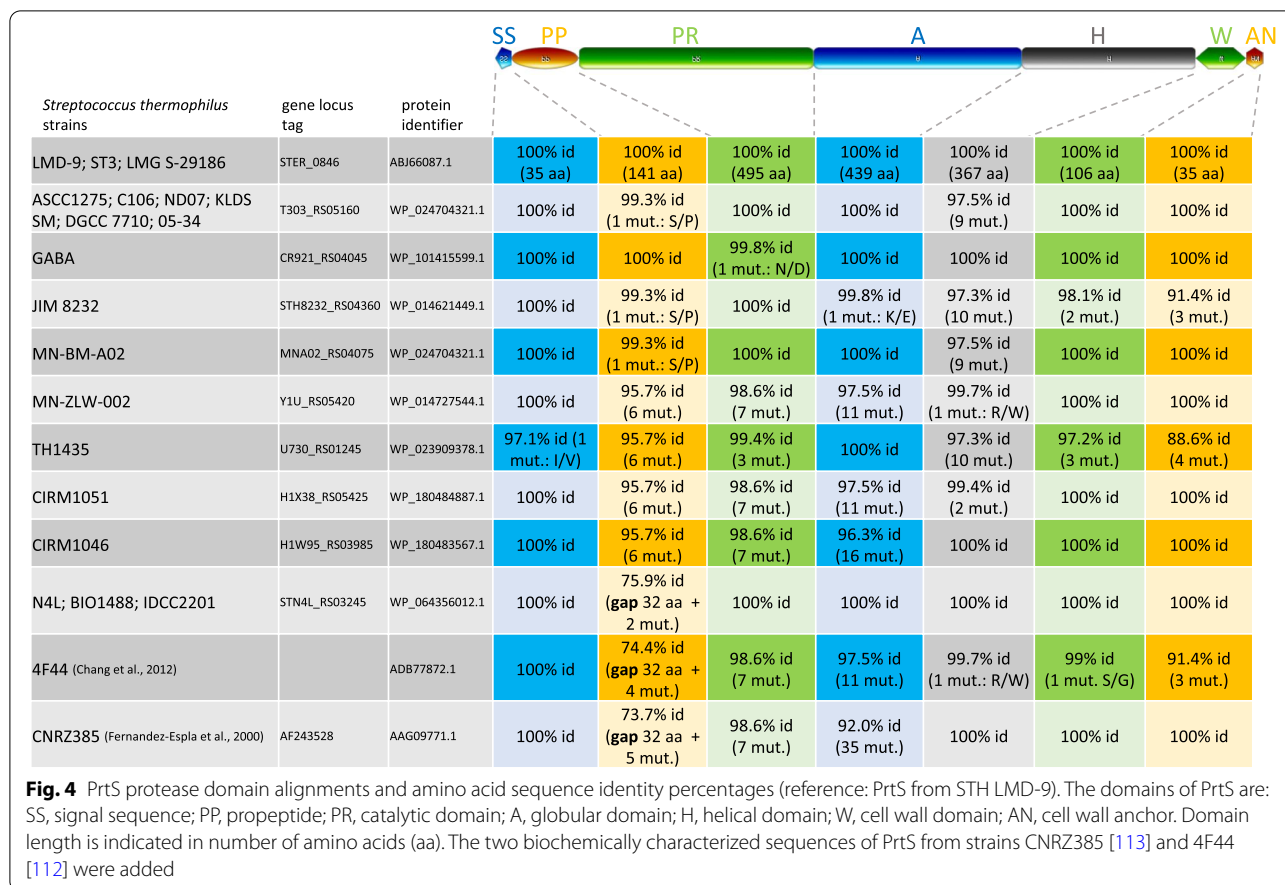 SS PP PR A H W AN
Streptococcus thermophilus gene locus protein
strains tag identifier
LMD-9; ST3; LMG S-29186 STER_0846 ABJ66087.1 100% id (35 aa) 100% id (141 aa) 100% id (495 aa) 100% id (439 aa) 100% id (367 aa) 100% id (106 aa) 100% id (35 aa)
ASCC1275; C106; ND07; KLDS
SM; DGCC 7710; 05-34 T303_RS05160 WP_024704321.1 100% id 99.3% id (1 mut.: S/P) 100% id 100% id 97.5% id (9 mut.) 100% id 100% id
GABA CR921_RS04045 WP_101415599.1 100% id 100% id 99.8% id (1 mut.: N/D) 100% id 100% id 100% id 100% id
JIM 8232 STH8232_RS04360 WP_014621449.1 100% id 99.3% id (1 mut.: S/P) 100% id 99.8% id (1 mut.: K/E) 97.3% id (10 mut.) 98.1% id (2 mut.) 91.4% id (3 mut.)
MN-BM-A02 MNA02_RS04075 WP_024704321.1 100% id 99.3% id (1 mut.: S/P) 100% id 100% id 97.5% id (9 mut.) 100% id 100% id
MN-ZLW-002 Y1U_RS05420 WP_014727544.1 100% id 95.7% id (6 mut.) 98.6% id (7 mut.) 97.5% id (11 mut.) 99.7% id (1 mut.: R/W) 100% id 100% id
TH1435 U730_RS01245 WP_023909378.1 97.1% id (1 mut.: I/V) 95.7% id (6 mut.) 99.4% id (3 mut.) 100% id 97.3% id (10 mut.) 97.2% id (3 mut.) 88.6% id (4 mut.)
CIRM1051 H1X38_RS05425 WP_180484887.1 100% id 95.7% id (6 mut.) 98.6% id (7 mut.) 97.5% id (11 mut.) 99.4% id (2 mut.) 100% id 100% id
CIRM1046 H1W95_RS03985 WP_180483567.1 100% id 95.7% id (6 mut.) 98.6% id (7 mut.) 96.3% id (16 mut.) 100% id 100% id 100% id
N4L; BIO1488; IDCC2201 STN4L_RS03245 WP_064356012.1 100% id 75.9% id (gap 32 aa + 2 mut.) 100% id 100% id 100% id 100% id 100% id
4F44 (Chang et al., 2012) ADB77872.1 100% id 74.4% id (gap 32 aa + 4 mut.) 98.6% id (7 mut.) 97.5% id (11 mut.) 99.7% id (1 mut.: R/W) 99% id (1 mut. S/G) 91.4% id (3 mut.)
CNRZ385 (Fernandez-Espla et al., 2000) AF243528 AAG09771.1 100% id 73.7% id (gap 32 aa + 5 mut.) 98.6% id (7 mut.) 92.0% id (35 mut.) 100% id 100% id 100% id
Fig. 4 PrtS protease domain alignments and amino acid sequence identity percentages (reference: PrtS from STH LMD-9). The domains of PrtS are:
SS, signal sequence; PP, propeptide; PR, catalytic domain; A, globular domain; H, helical domain; W, cell wall domain; AN, cell wall anchor. Domain
length is indicated in number of amino acids (aa). The two biochemically characterized sequences of PrtS from strains CNRZ385 [113] and 4F44
[112] were added